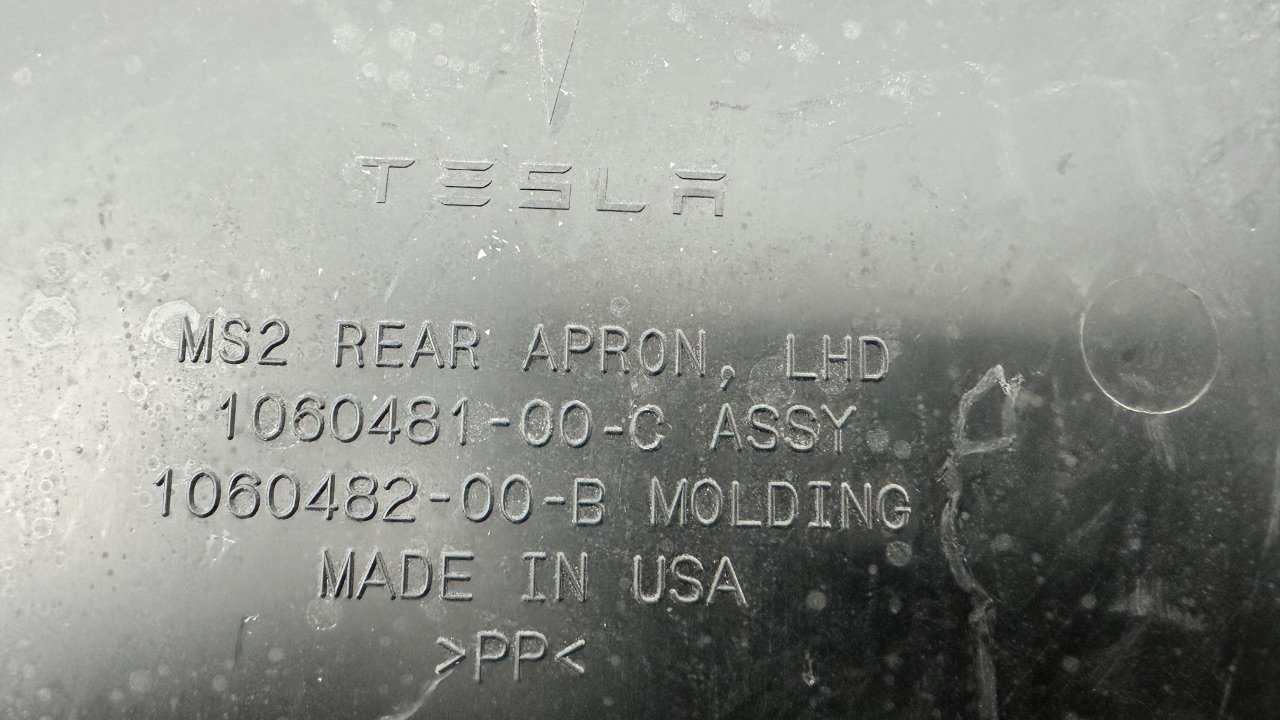 TESLA
MS2 REAR APRON, LHD
1060481-00-C ASSY
1060482-00-B MOLDING
MADE IN USA
>PP<